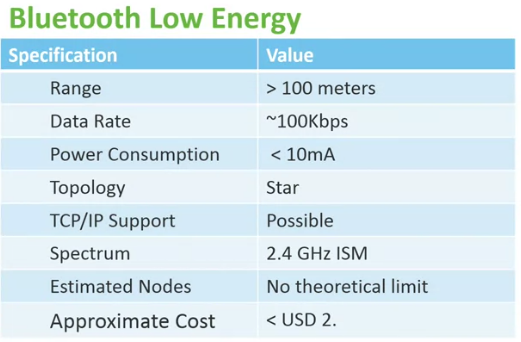 Bluetooth Low Energy
Specification Value
Range > 100 meters
Data Rate ~100Kbps
Power Consumption < 10mA
Topology Star
TCP/IP Support Possible
Spectrum 2.4 GHz ISM
Estimated Nodes No theoretical limit
Approximate Cost < USD 2.